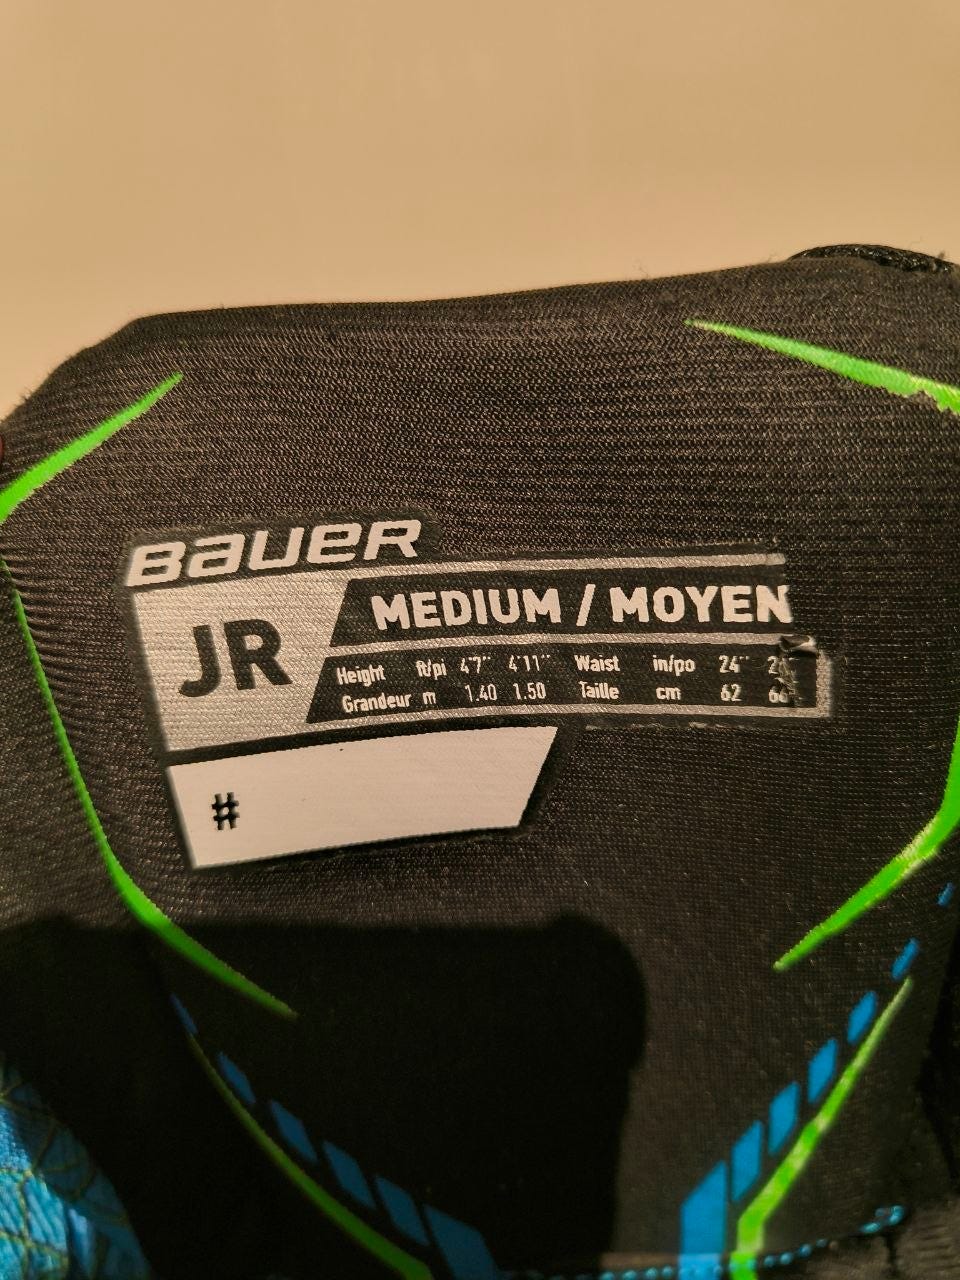 BAUER
JR
MEDIUM / MOYEN
Height ft/pi 4'7" 4'11" Waist in/po 24"
Grandeur m 1.40 1.50 Taille cm 62
#